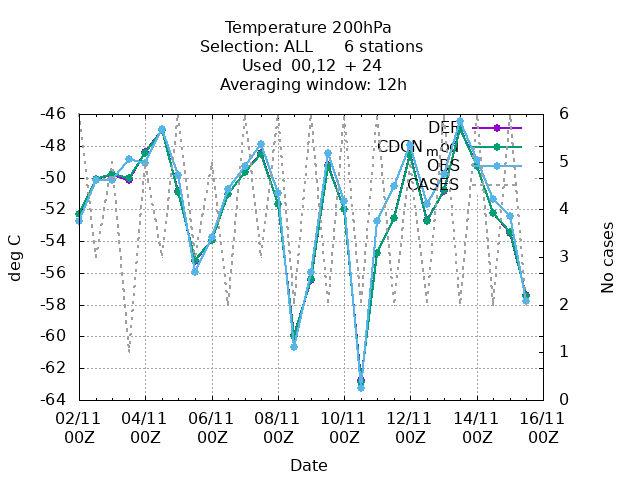 Temperature 200hPa
Selection: ALL 6 stations
Used 00,12 + 24
Averaging window: 12h
-46 6
DEF
-48
CDCUN_mod
-50 5
OBS
CASES
-52 4
-54 3
-56
-58 2
-60
-62 1
-64 0
deg C
No cases
02/11 04/11 06/11 08/11 10/11 12/11 14/11 16/11
00Z 00Z 00Z 00Z 00Z 00Z 00Z 00Z
Date